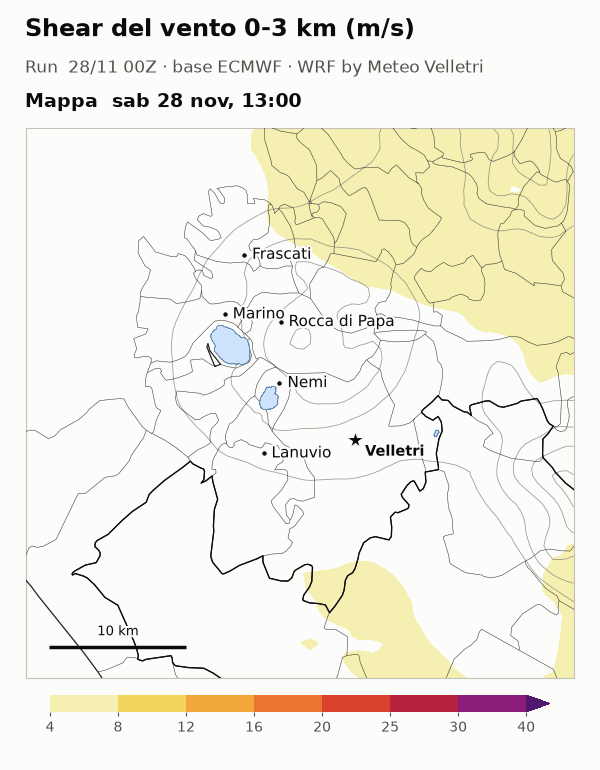 Shear del vento 0-3 km (m/s)
Run  28/11 00Z · base ECMWF · WRF by Meteo Velletri
Mappa  sab 28 nov, 13:00
Frascati
Marino
Rocca di Papa
Nemi
Velletri
Lanuvio
10 km
4 8 12 16 20 25 30 40